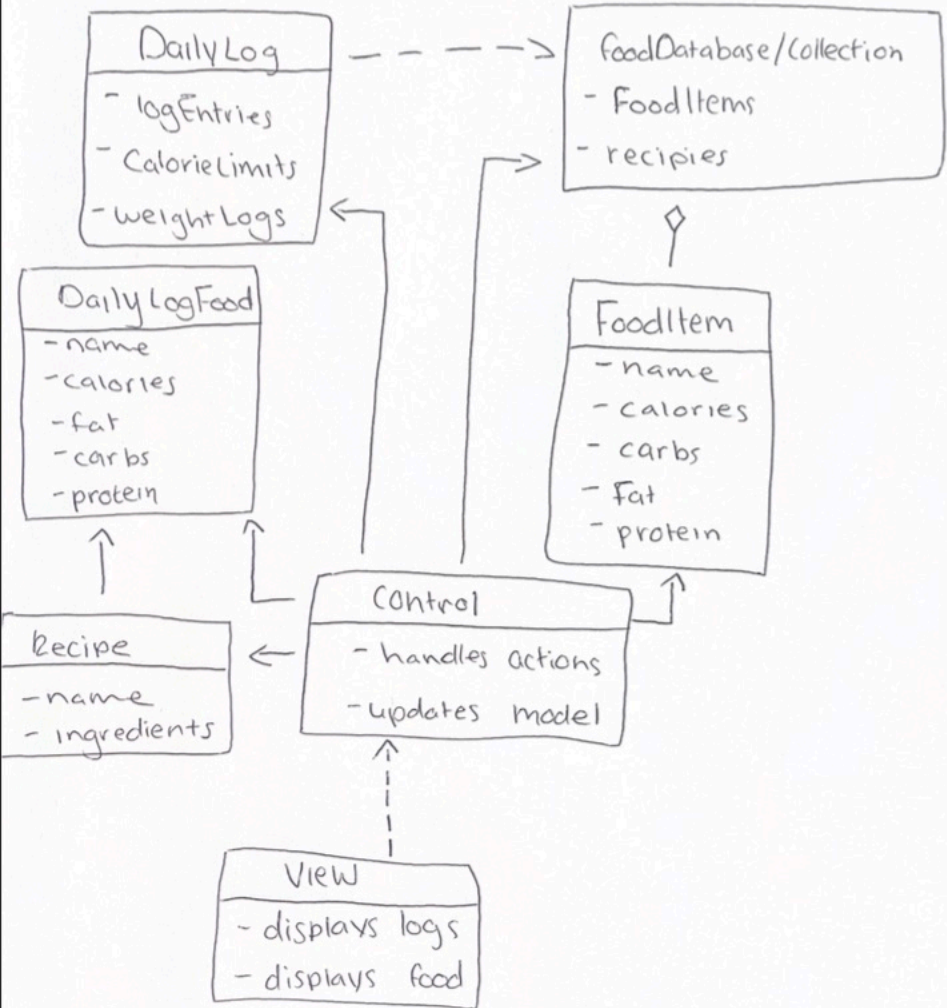 DailyLog
- logEntries
- CalorieLimits
- weightLogs
foodDatabase/Collection
- FoodItems
- recipies
DailyLogFood
- name
- calories
- fat
- carbs
- protein
FoodItem
- name
- calories
- carbs
- Fat
- protein
Recipe
- name
- ingredients
Control
- handles actions
- updates model
View
- displays logs
- displays food